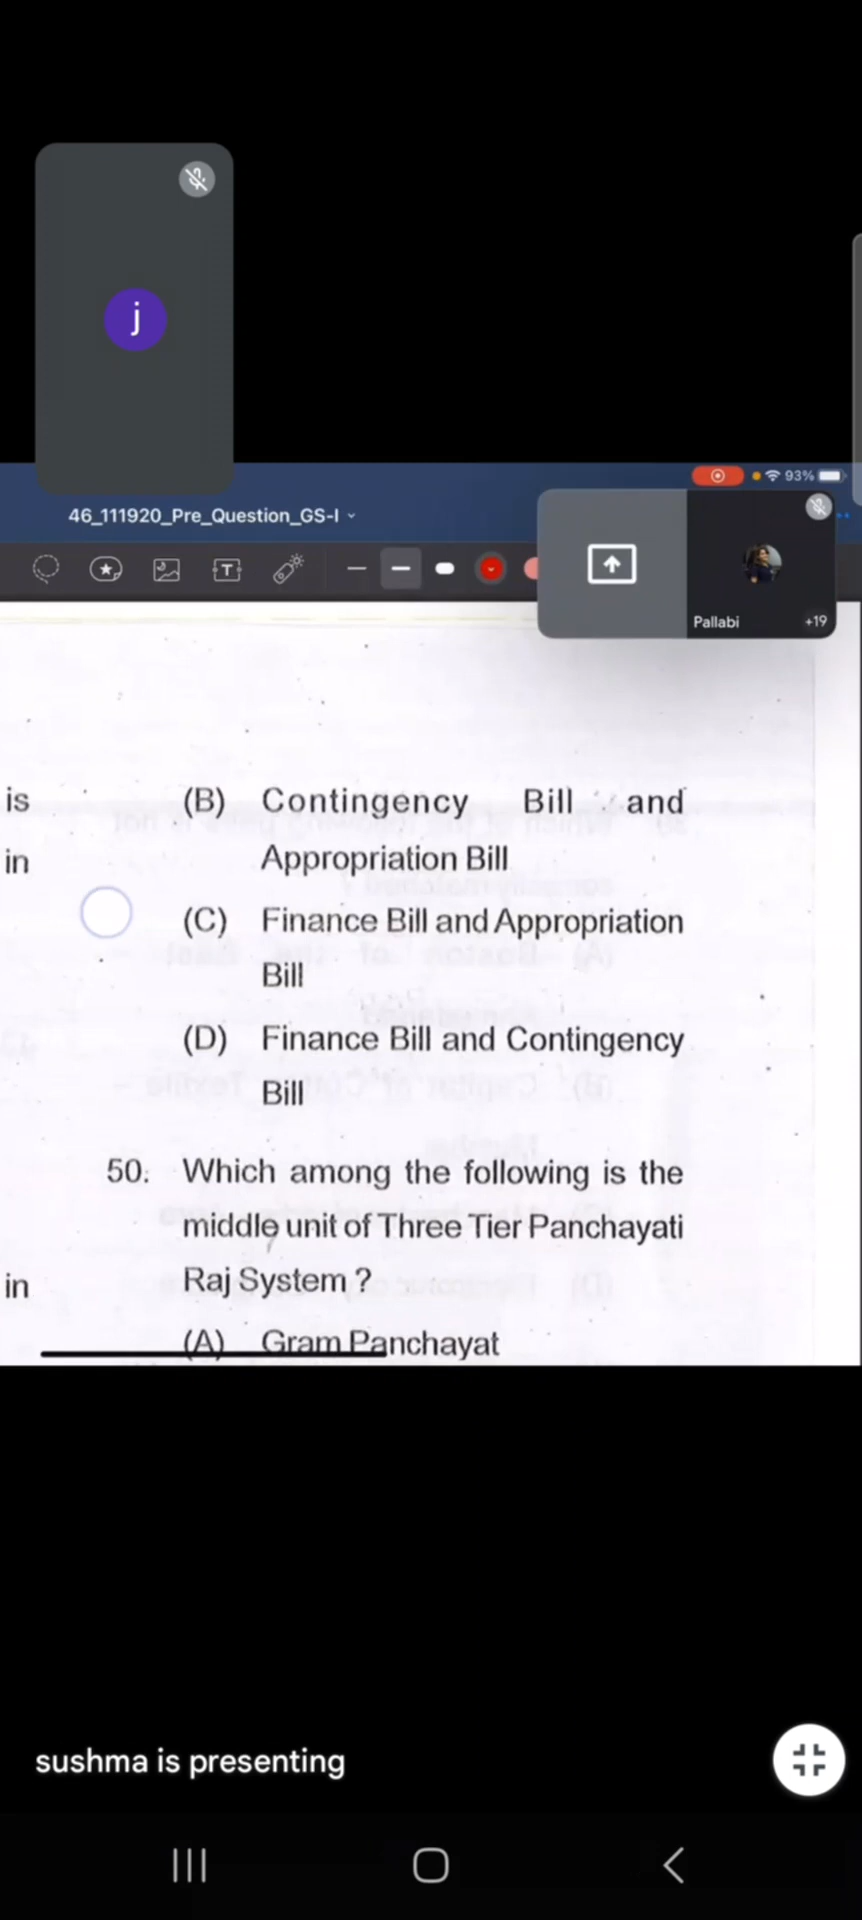 j
93%
46_111920_Pre_Question_GS-I
T
Pallabi
+19
is
(B) Contingency Bill and
in
Appropriation Bill
(C) Finance Bill and Appropriation
Bill
(D) Finance Bill and Contingency
Bill
50. Which among the following is the
middle unit of Three Tier Panchayati
in
Raj System ?
(A) Gram Panchayat
sushma is presenting